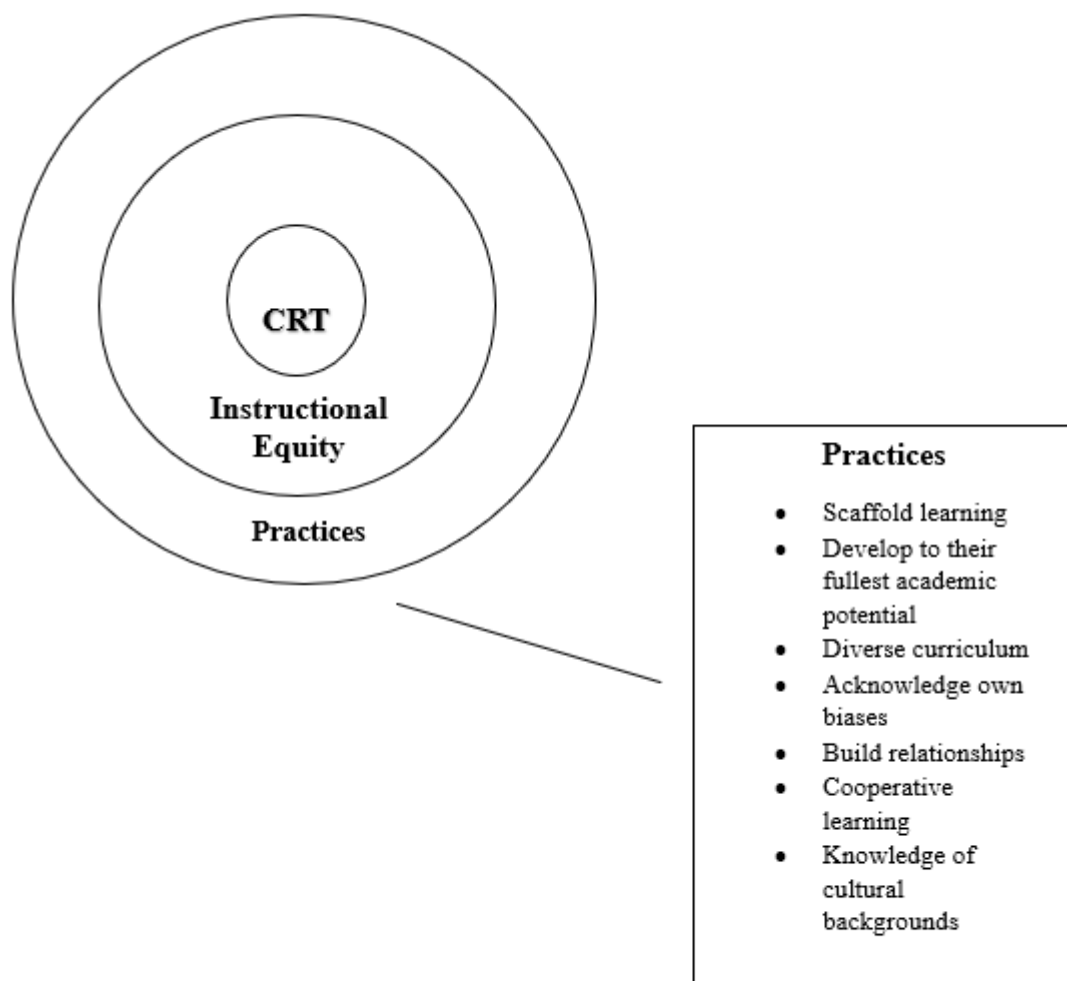 CRT
Instructional
Equity
Practices
Practices
● Scaffold learning
● Develop to their
fullest academic
potential
● Diverse curriculum
● Acknowledge own
biases
● Build relationships
● Cooperative
learning
● Knowledge of
cultural
backgrounds